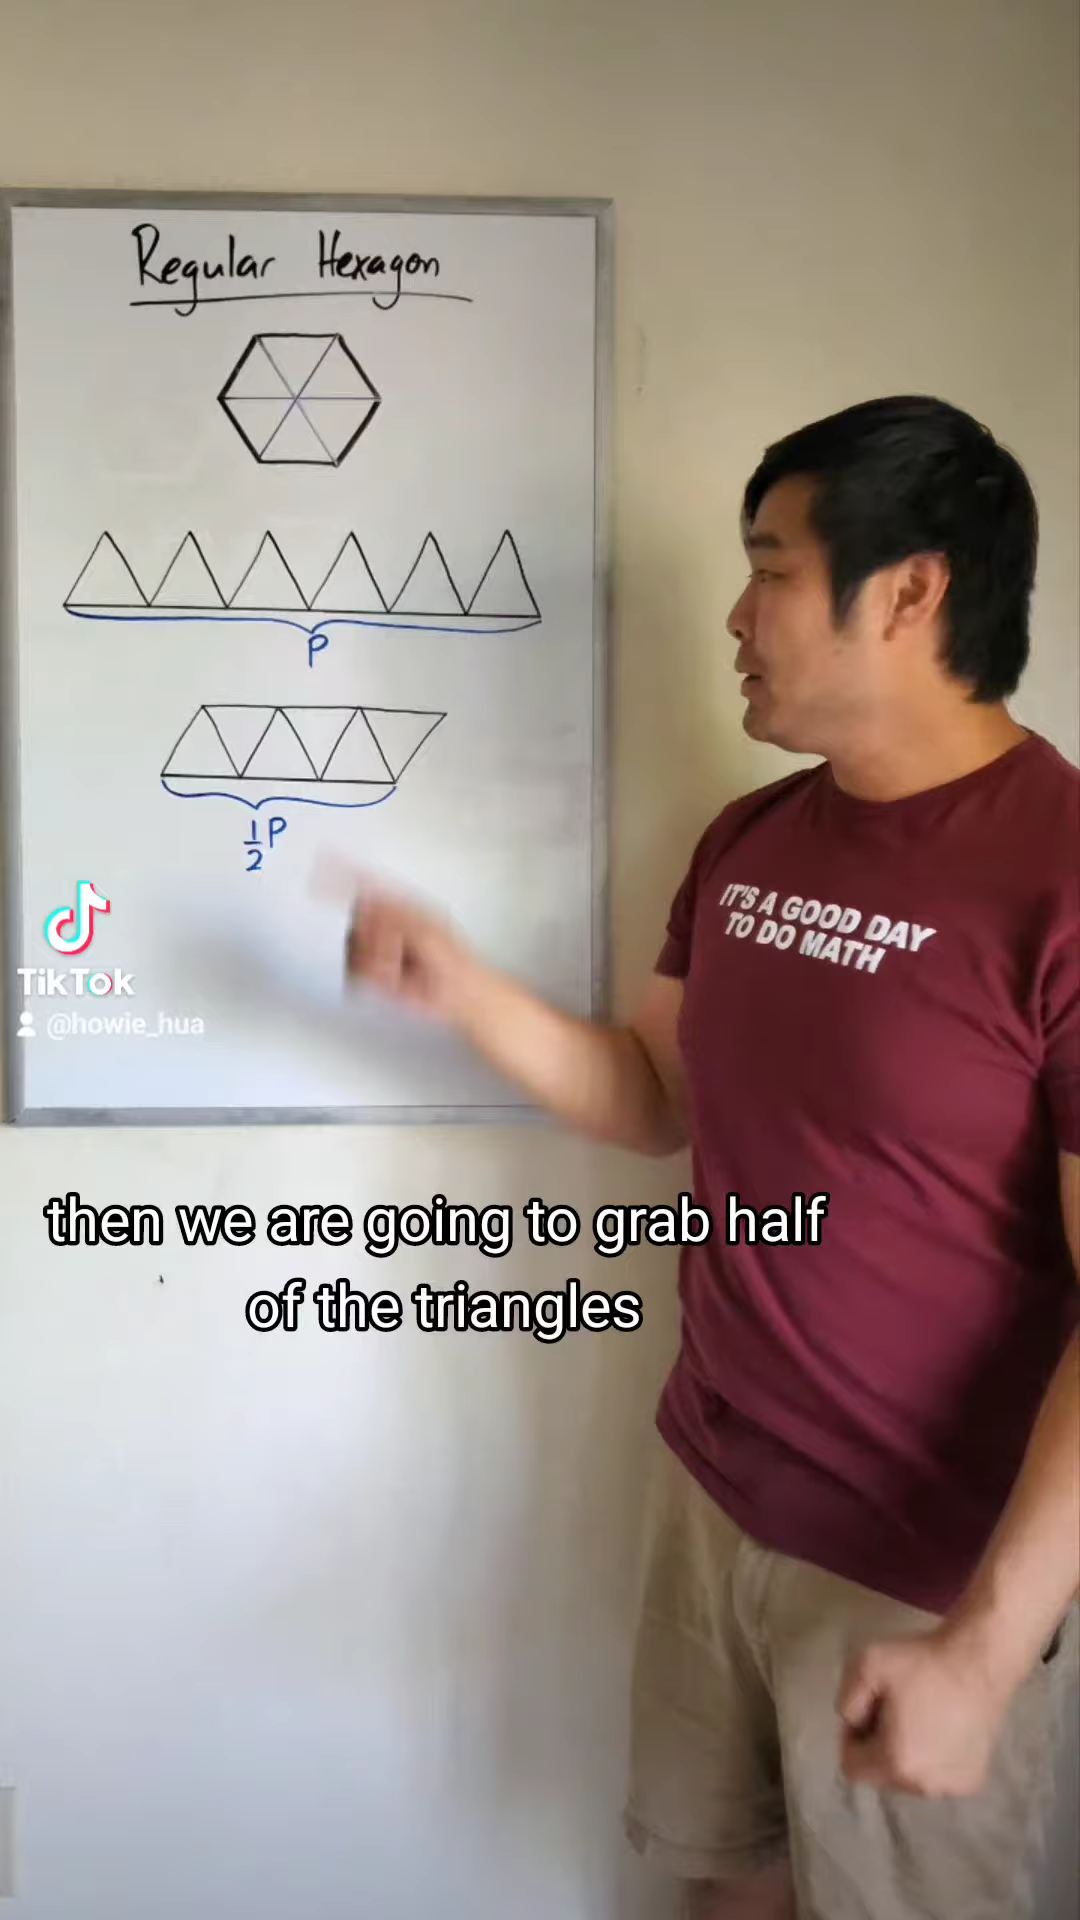 Regular Hexagon
P
1/2 P
IT'S A GOOD DAY
TO DO MATH
TikTok
@howie_hua
then we are going to grab half
of the triangles